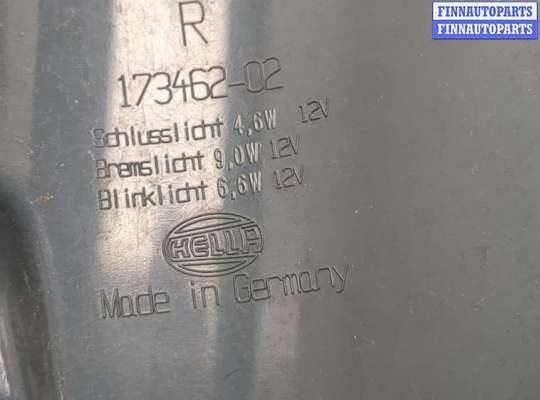 FINNAUTOPARTS
FINNAUTOPARTS
R
173462-02
Schlusslicht 4,6W 12V
Bremslicht 9,0W 12V
Blinklicht 6,6W 12V
HELLA
Made in Germany